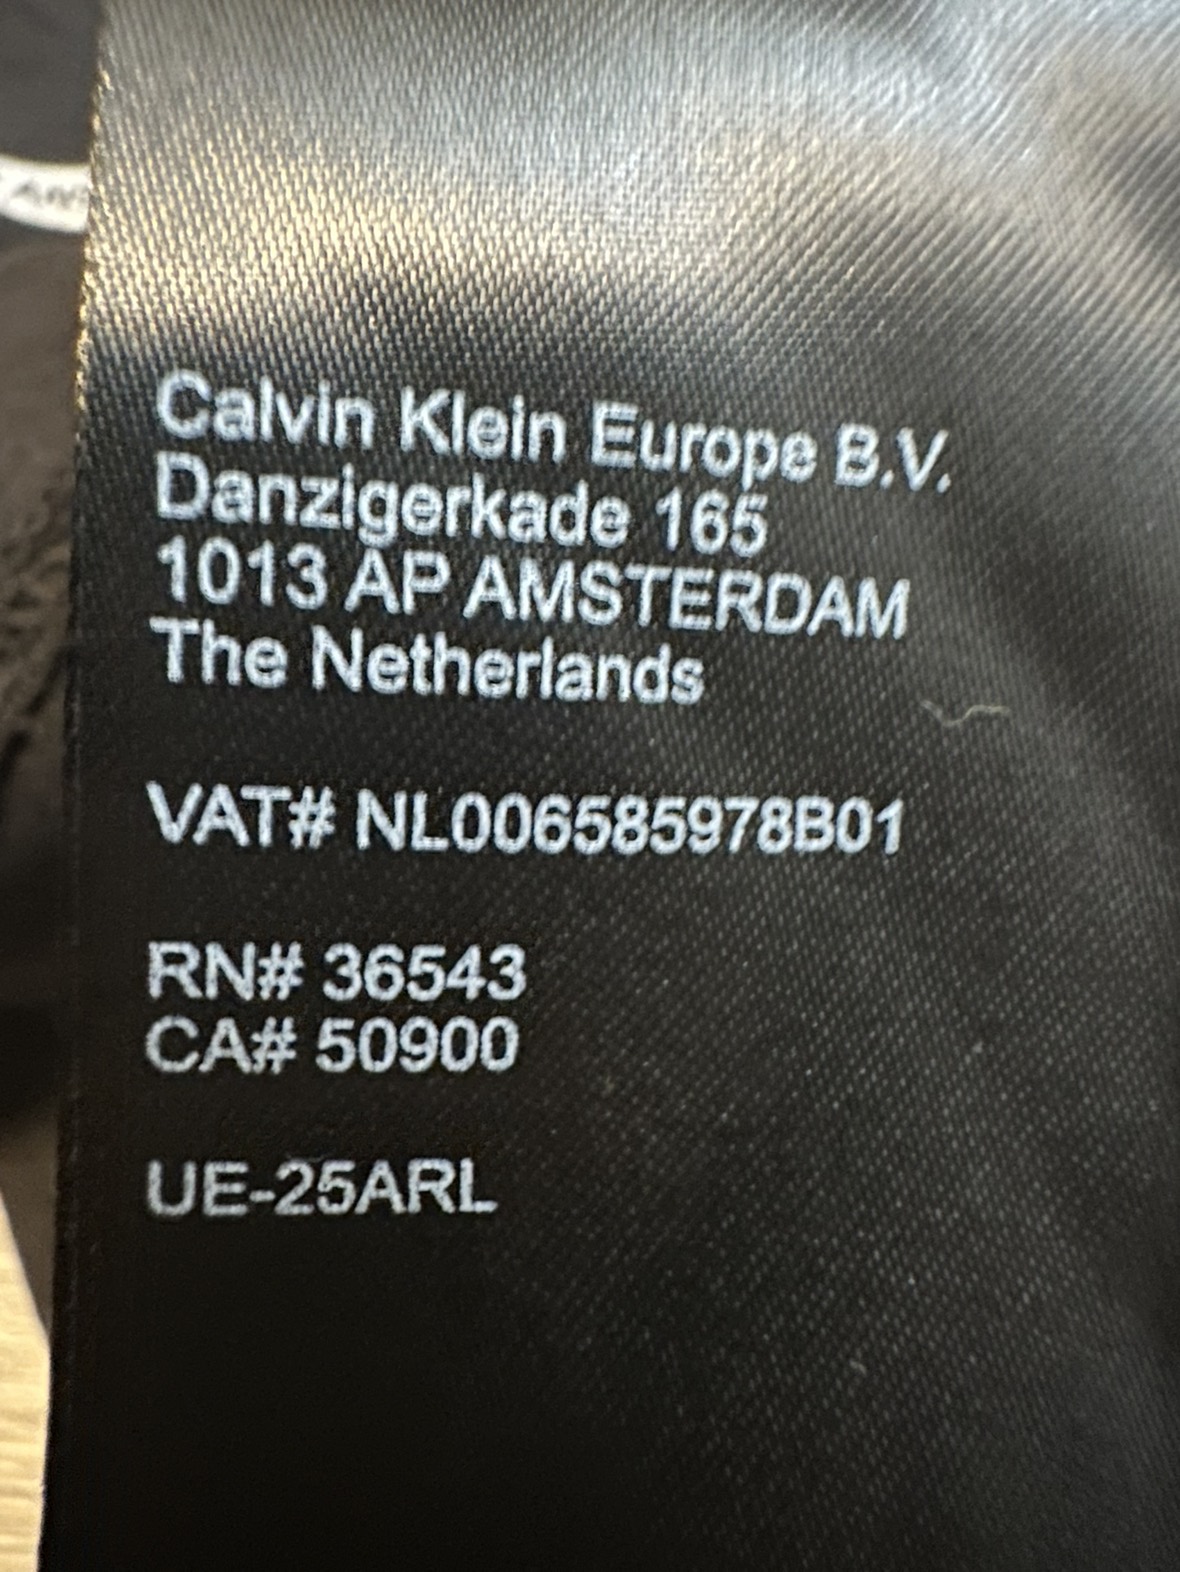 Calvin Klein Europe B.V.
Danzigerkade 165
1013 AP AMSTERDAM
The Netherlands
VAT# NL006585978B01
RN# 36543
CA# 50900
UE-25ARL